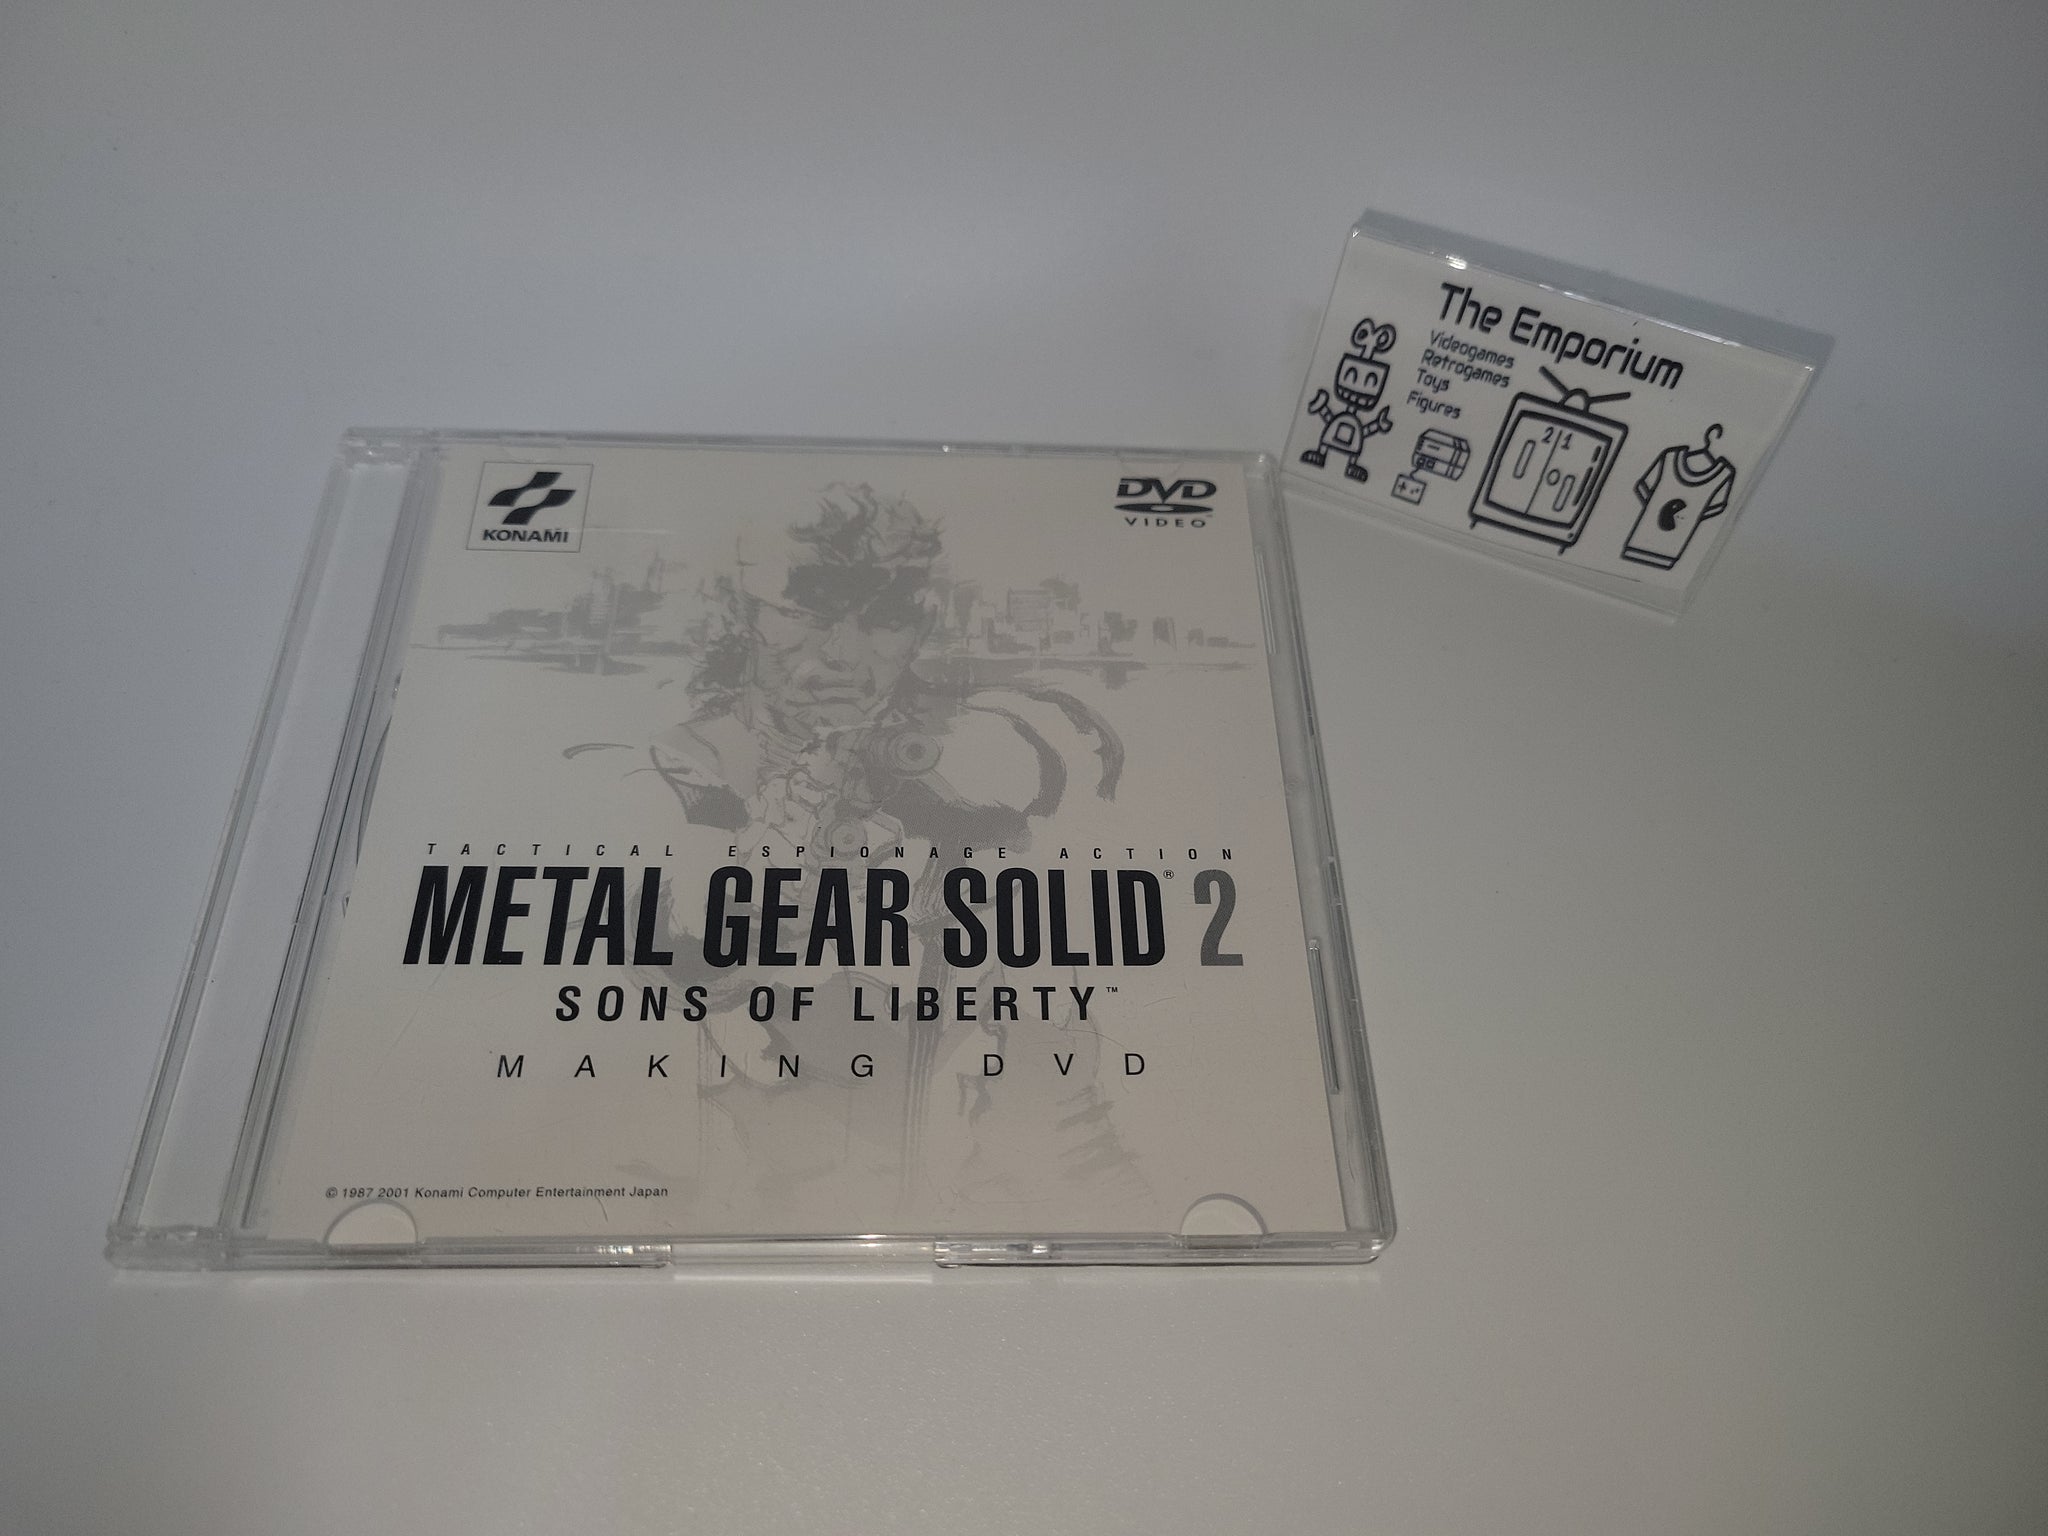 KONAMI
DVD
VIDEO™
TACTICAL ESPIONAGE ACTION
METAL GEAR SOLID® 2
SONS OF LIBERTY™
MAKING DVD
© 1987 2001 Konami Computer Entertainment Japan
The Emporium
Videogames
Retrogames
Toys
Figures
2 1